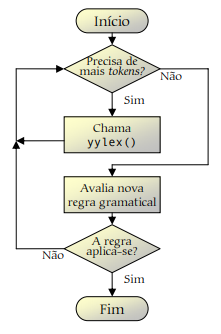 Início
Precisa de
mais tokens?
Não
Sim
Chama
yylex()
Avalia nova
regra gramatical
A regra
aplica-se?
Não
Sim
Fim